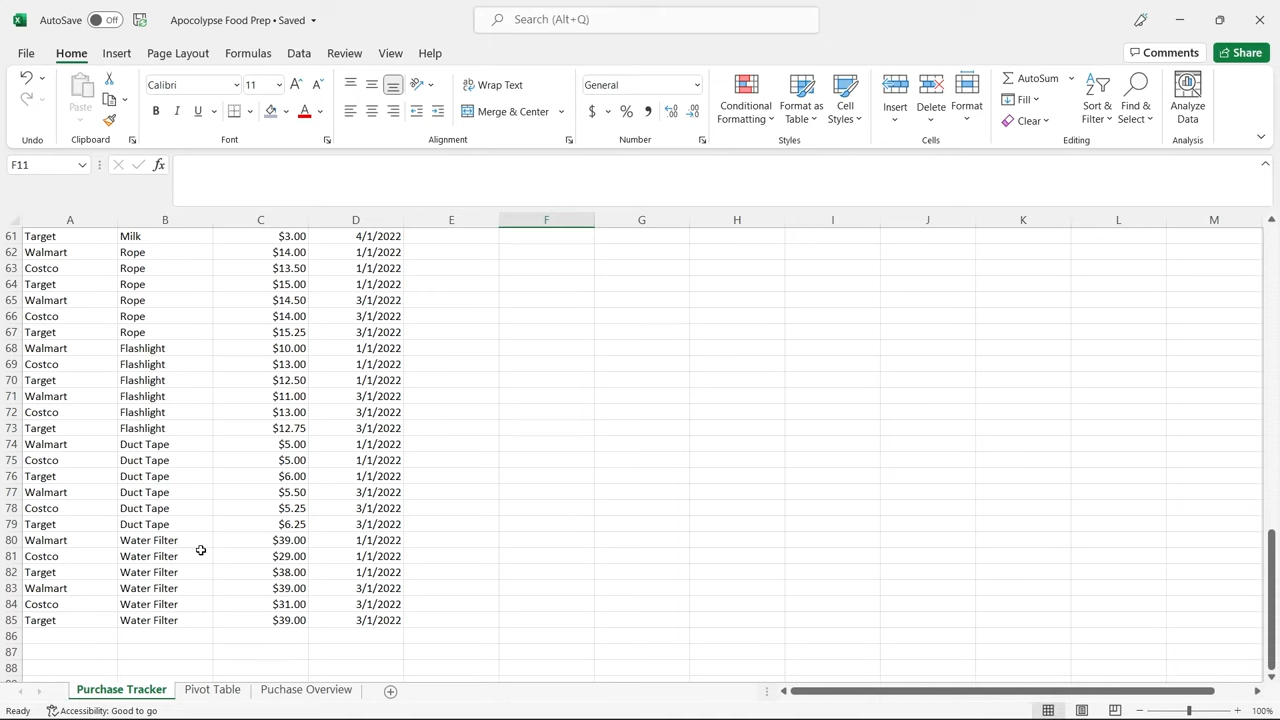 AutoSave Off Apocolypse Food Prep • Saved Search (Alt+Q)
File Home Insert Page Layout Formulas Data Review View Help Comments Share
Paste Calibri 11 B I U A A A Wrap Text Merge & Center General $ % Conditional Formatting Format as Table Cell Styles Insert Delete Format AutoSum Fill Clear Sort & Filter Find & Select Analyze Data
Undo Clipboard Font Alignment Number Styles Cells Editing Analysis
F11 fx
A B C D E F G H I J K L M
61 Target Milk $3.00 4/1/2022
62 Walmart Rope $14.00 1/1/2022
63 Costco Rope $13.50 1/1/2022
64 Target Rope $15.00 1/1/2022
65 Walmart Rope $14.50 3/1/2022
66 Costco Rope $14.00 3/1/2022
67 Target Rope $15.25 3/1/2022
68 Walmart Flashlight $10.00 1/1/2022
69 Costco Flashlight $13.00 1/1/2022
70 Target Flashlight $12.50 1/1/2022
71 Walmart Flashlight $11.00 3/1/2022
72 Costco Flashlight $13.00 3/1/2022
73 Target Flashlight $12.75 3/1/2022
74 Walmart Duct Tape $5.00 1/1/2022
75 Costco Duct Tape $5.00 1/1/2022
76 Target Duct Tape $6.00 1/1/2022
77 Walmart Duct Tape $5.50 3/1/2022
78 Costco Duct Tape $5.25 3/1/2022
79 Target Duct Tape $6.25 3/1/2022
80 Walmart Water Filter $39.00 1/1/2022
81 Costco Water Filter $29.00 1/1/2022
82 Target Water Filter $38.00 1/1/2022
83 Walmart Water Filter $39.00 3/1/2022
84 Costco Water Filter $31.00 3/1/2022
85 Target Water Filter $39.00 3/1/2022
86
87
88
Purchase Tracker Pivot Table Puchase Overview
Ready Accessibility: Good to go 100%